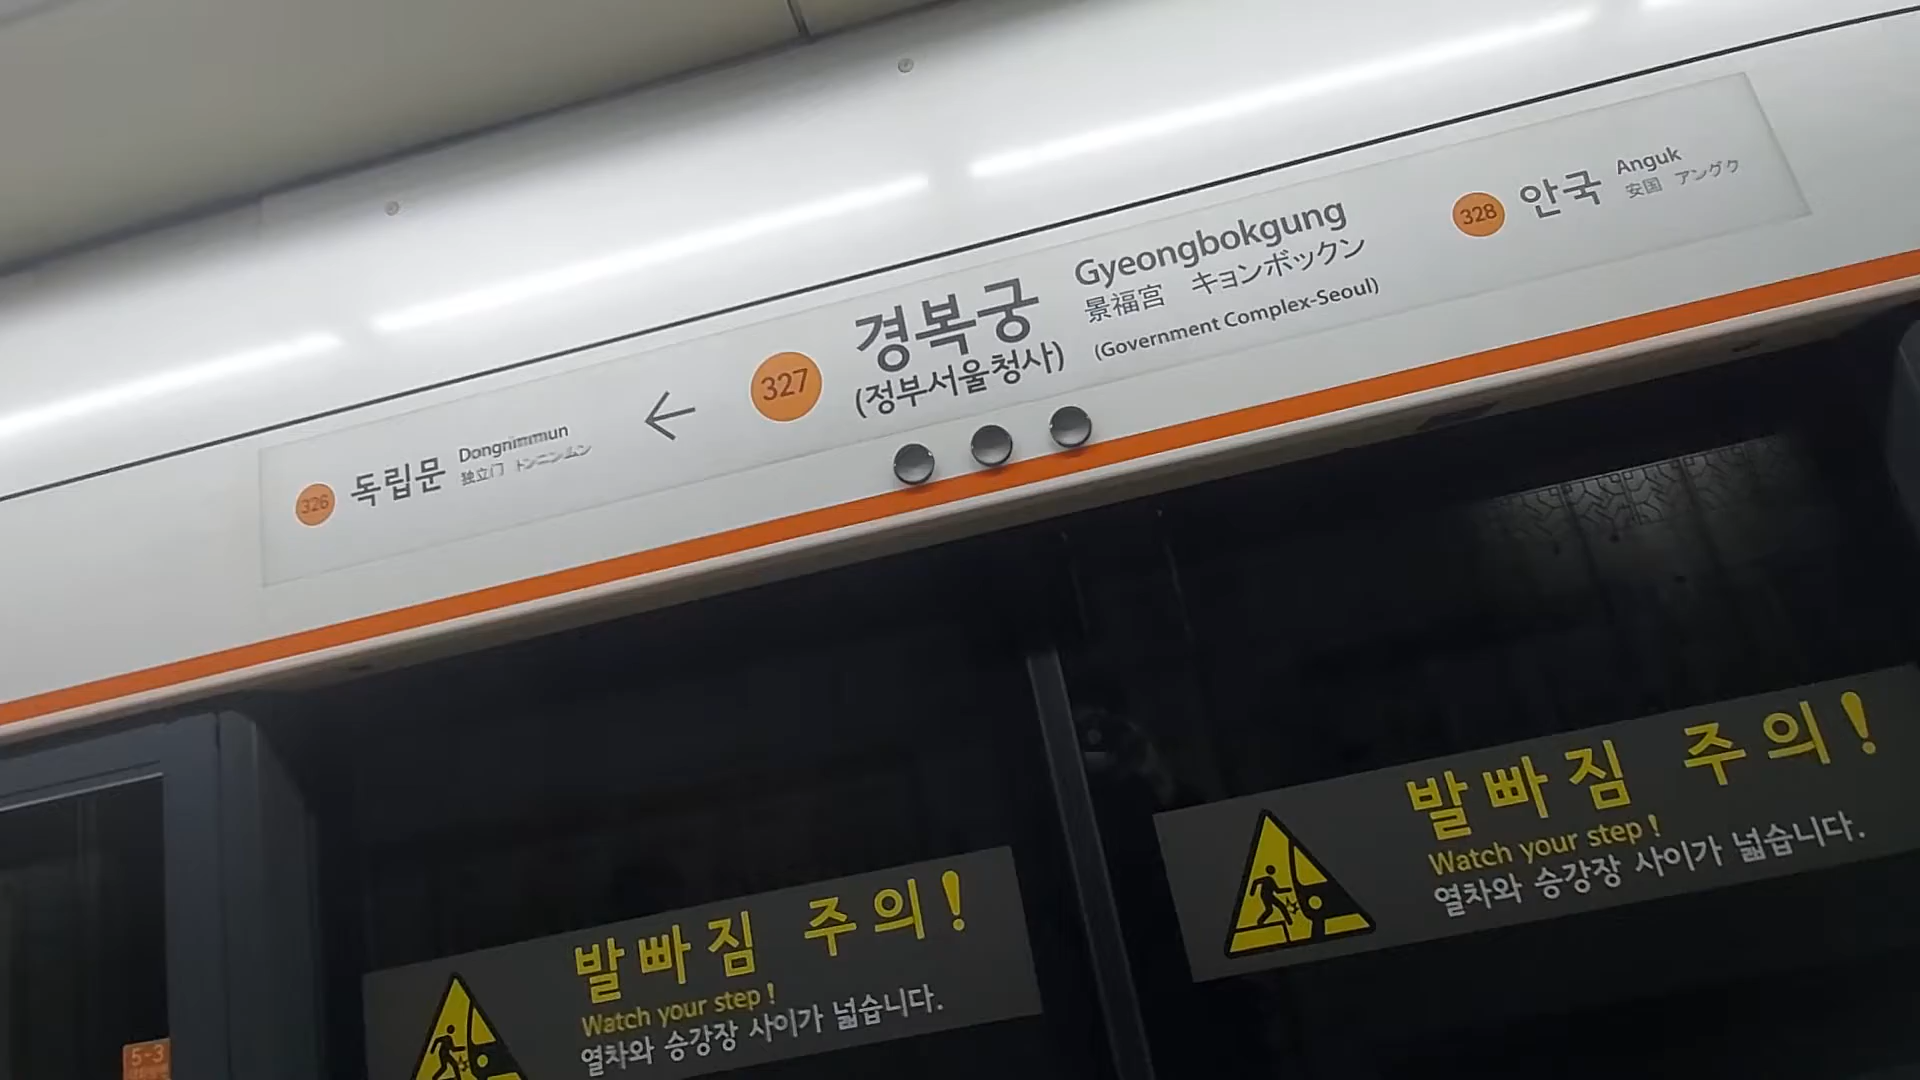 326 독립문 Dongnimmun
独立门 トンニンムン
←
327 경복궁 Gyeongbokgung
景福宮 キョンボックン
(정부서울청사) (Government Complex-Seoul)
328 안국 Anguk
安国 アングク
발빠짐 주의!
Watch your step!
열차와 승강장 사이가 넓습니다.
발빠짐 주의!
Watch your step!
열차와 승강장 사이가 넓습니다.
5-3